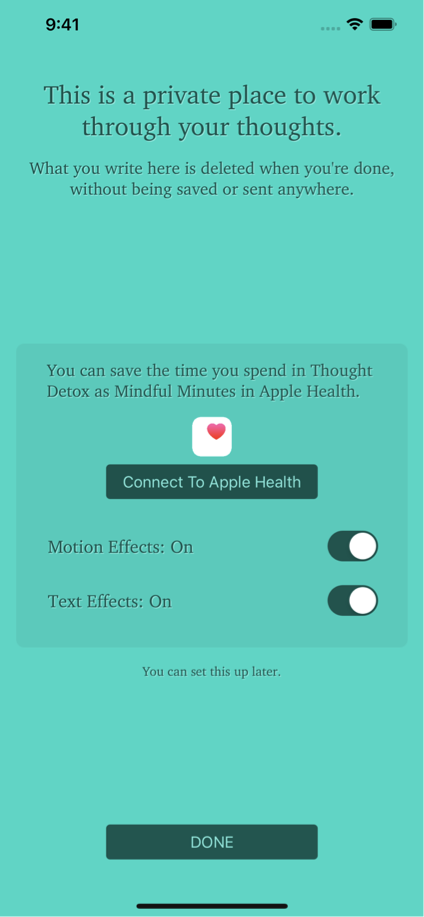 9:41
This is a private place to work
through your thoughts.
What you write here is deleted when you're done,
without being saved or sent anywhere.
You can save the time you spend in Thought
Detox as Mindful Minutes in Apple Health.
Connect To Apple Health
Motion Effects: On
Text Effects: On
You can set this up later.
DONE